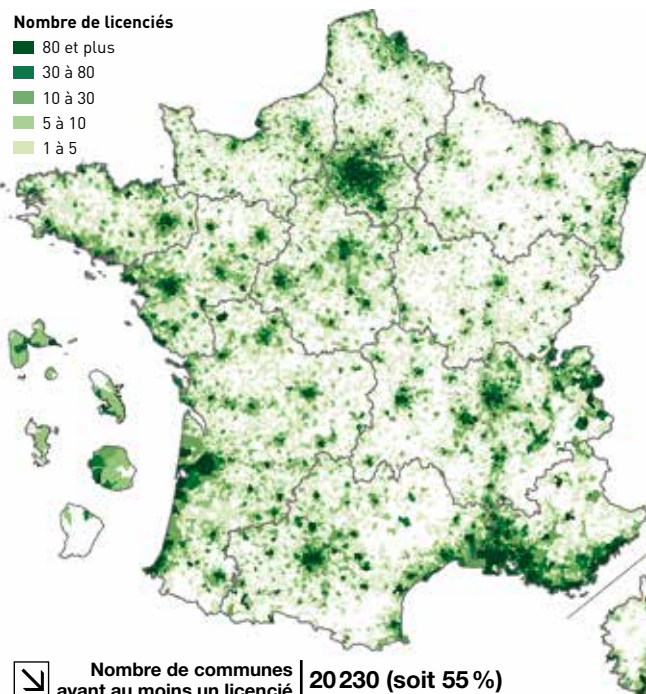 Nombre de licenciés
80 et plus
30 à 80
10 à 30
5 à 10
1 à 5
Nombre de communes
ayant au moins un licencié
20 230 (soit 55 %)